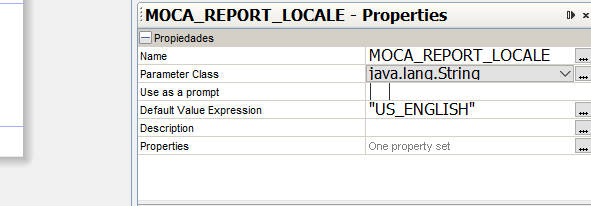 MOCA_REPORT_LOCALE - Properties
Propiedades
Name MOCA_REPORT_LOCALE ...
Parameter Class java.lang.String ...
Use as a prompt
Default Value Expression "US_ENGLISH" ...
Description ...
Properties One property set ...